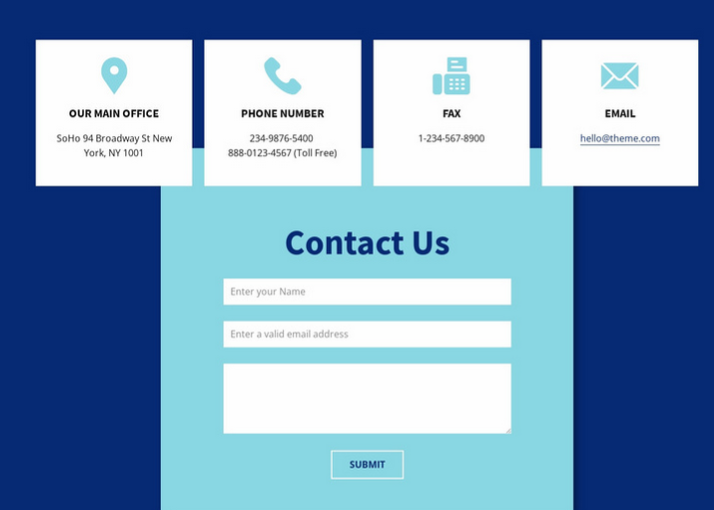 OUR MAIN OFFICE
SoHo 94 Broadway St New
York, NY 1001
PHONE NUMBER
234-9876-5400
888-0123-4567 (Toll Free)
FAX
1-234-567-8900
EMAIL
hello@theme.com
Contact Us
Enter your Name
Enter a valid email address
SUBMIT